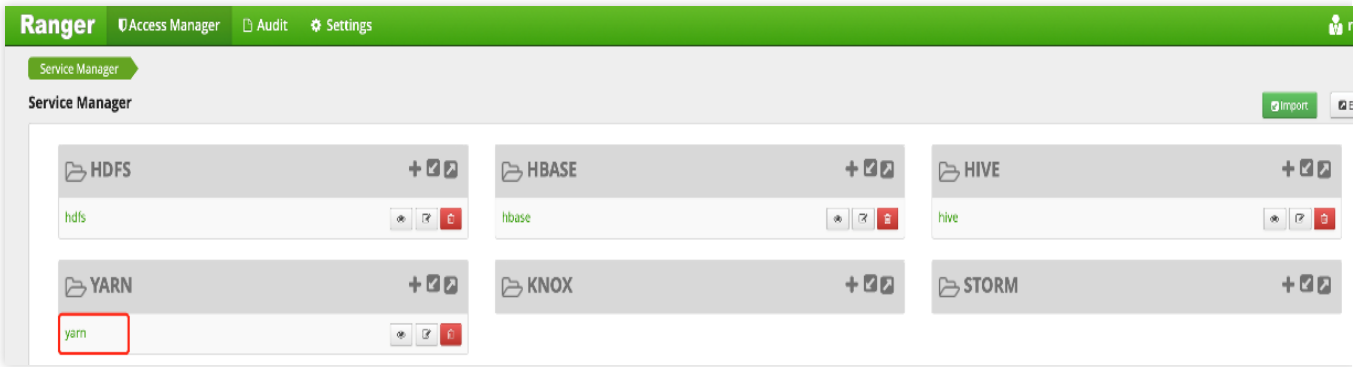 Ranger Access Manager Audit Settings
Service Manager
Service Manager
Import
HDFS HBASE HIVE
hdfs hbase hive
YARN KNOX STORM
yarn